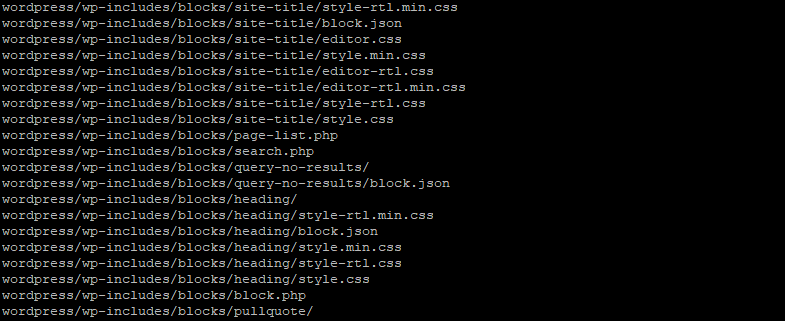 wordpress/wp-includes/blocks/site-title/style-rtl.min.css
wordpress/wp-includes/blocks/site-title/block.json
wordpress/wp-includes/blocks/site-title/editor.css
wordpress/wp-includes/blocks/site-title/style.min.css
wordpress/wp-includes/blocks/site-title/editor-rtl.css
wordpress/wp-includes/blocks/site-title/editor-rtl.min.css
wordpress/wp-includes/blocks/site-title/style-rtl.css
wordpress/wp-includes/blocks/site-title/style.css
wordpress/wp-includes/blocks/page-list.php
wordpress/wp-includes/blocks/search.php
wordpress/wp-includes/blocks/query-no-results/
wordpress/wp-includes/blocks/query-no-results/block.json
wordpress/wp-includes/blocks/heading/
wordpress/wp-includes/blocks/heading/style-rtl.min.css
wordpress/wp-includes/blocks/heading/block.json
wordpress/wp-includes/blocks/heading/style.min.css
wordpress/wp-includes/blocks/heading/style-rtl.css
wordpress/wp-includes/blocks/heading/style.css
wordpress/wp-includes/blocks/block.php
wordpress/wp-includes/blocks/pullquote/